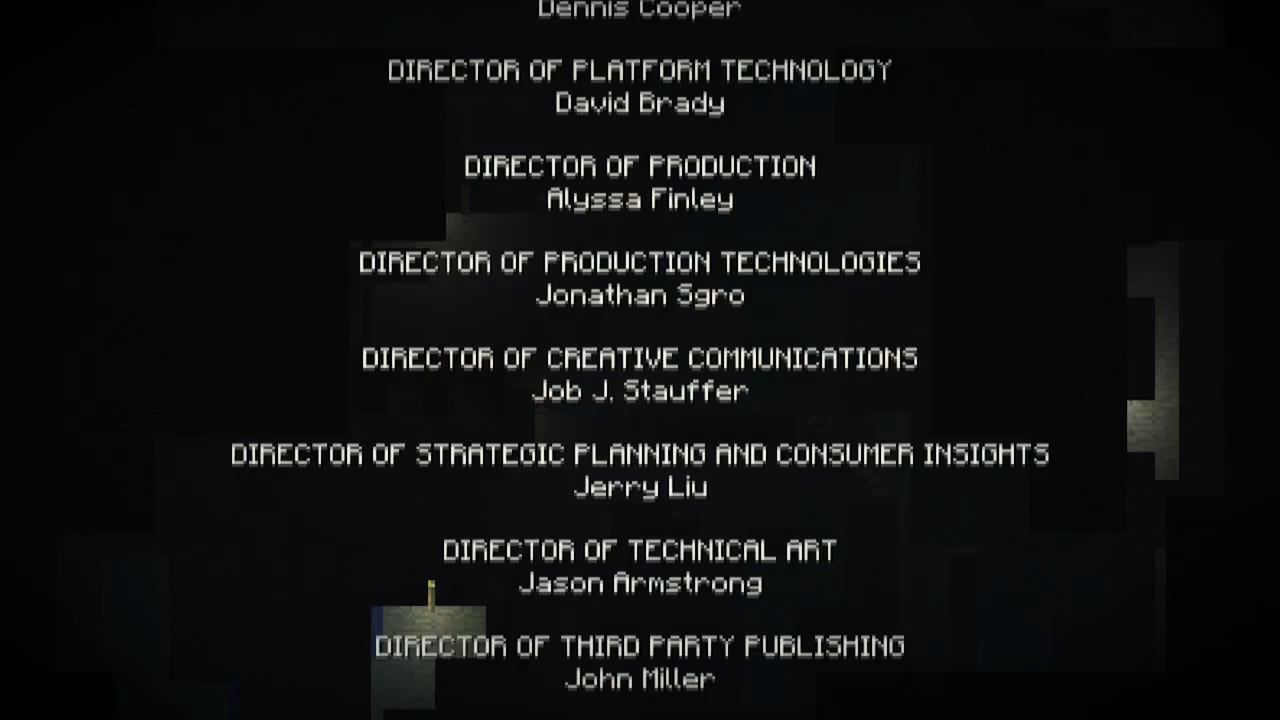 Dennis Cooper
DIRECTOR OF PLATFORM TECHNOLOGY
David Brady
DIRECTOR OF PRODUCTION
Alyssa Finley
DIRECTOR OF PRODUCTION TECHNOLOGIES
Jonathan Sgro
DIRECTOR OF CREATIVE COMMUNICATIONS
Job J. Stauffer
DIRECTOR OF STRATEGIC PLANNING AND CONSUMER INSIGHTS
Jerry Liu
DIRECTOR OF TECHNICAL ART
Jason Armstrong
DIRECTOR OF THIRD PARTY PUBLISHING
John Miller